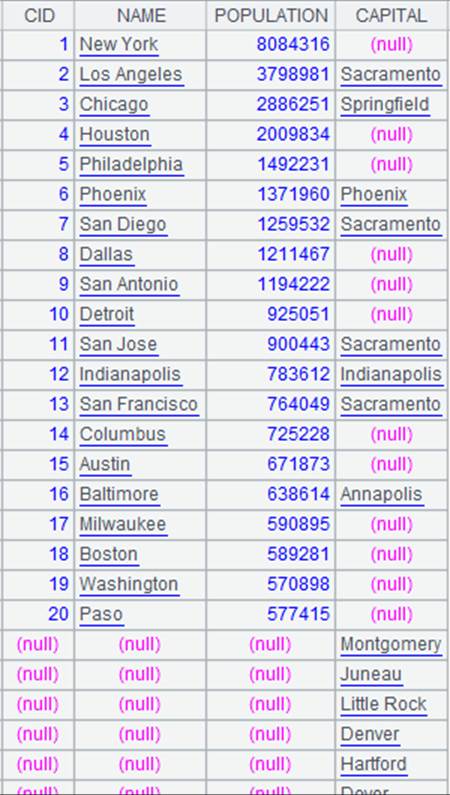 CID NAME POPULATION CAPITAL
1 New York 8084316 (null)
2 Los Angeles 3798981 Sacramento
3 Chicago 2886251 Springfield
4 Houston 2009834 (null)
5 Philadelphia 1492231 (null)
6 Phoenix 1371960 Phoenix
7 San Diego 1259532 Sacramento
8 Dallas 1211467 (null)
9 San Antonio 1194222 (null)
10 Detroit 925051 (null)
11 San Jose 900443 Sacramento
12 Indianapolis 783612 Indianapolis
13 San Francisco 764049 Sacramento
14 Columbus 725228 (null)
15 Austin 671873 (null)
16 Baltimore 638614 Annapolis
17 Milwaukee 590895 (null)
18 Boston 589281 (null)
19 Washington 570898 (null)
20 Paso 577415 (null)
(null) (null) (null) Montgomery
(null) (null) (null) Juneau
(null) (null) (null) Little Rock
(null) (null) (null) Denver
(null) (null) (null) Hartford
(null) (null) (null) Dover